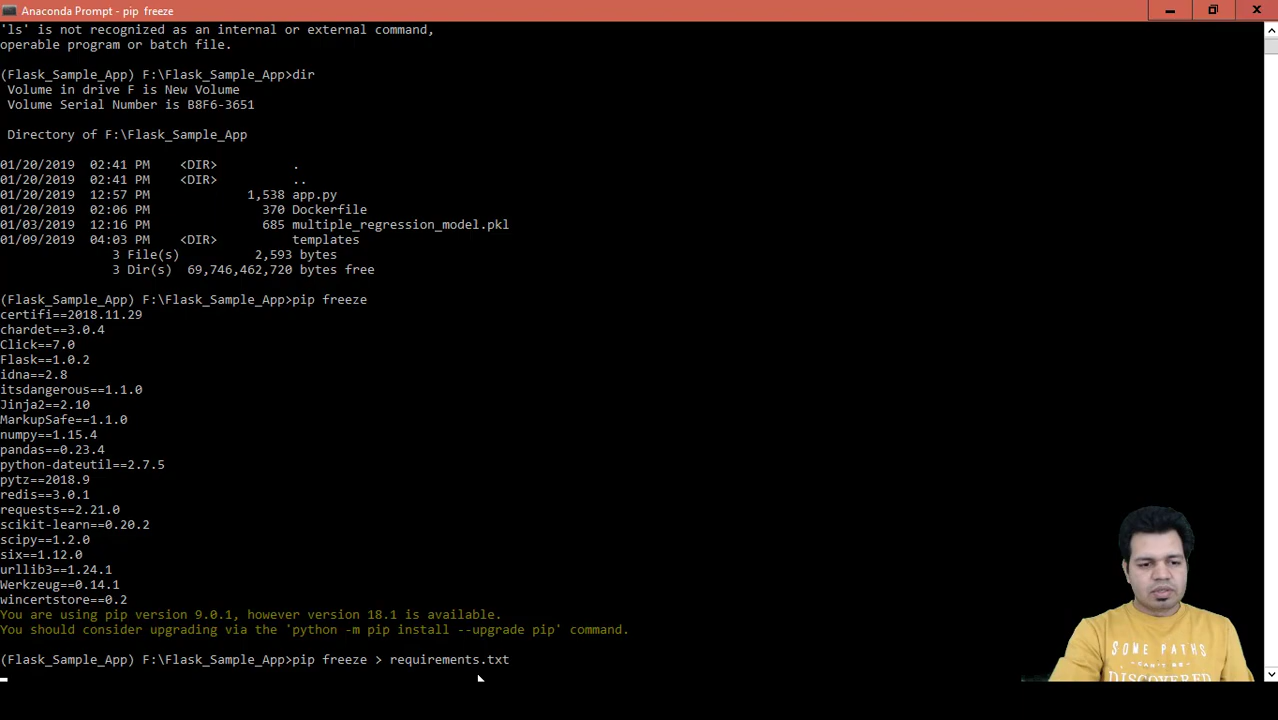 Anaconda Prompt - pip  freeze
'ls' is not recognized as an internal or external command,
operable program or batch file.
(Flask_Sample_App) F:\Flask_Sample_App>dir
Volume in drive F is New Volume
Volume Serial Number is B8F6-3651
Directory of F:\Flask_Sample_App
01/20/2019  02:41 PM    <DIR>          .
01/20/2019  02:41 PM    <DIR>          ..
01/20/2019  12:57 PM             1,538 app.py
01/20/2019  02:06 PM               370 Dockerfile
01/03/2019  12:16 PM               685 multiple_regression_model.pkl
01/09/2019  04:03 PM    <DIR>          templates
3 File(s)          2,593 bytes
3 Dir(s)  69,746,462,720 bytes free
(Flask_Sample_App) F:\Flask_Sample_App>pip freeze
certifi==2018.11.29
chardet==3.0.4
Click==7.0
Flask==1.0.2
idna==2.8
itsdangerous==1.1.0
Jinja2==2.10
MarkupSafe==1.1.0
numpy==1.15.4
pandas==0.23.4
python-dateutil==2.7.5
pytz==2018.9
redis==3.0.1
requests==2.21.0
scikit-learn==0.20.2
scipy==1.2.0
six==1.12.0
urllib3==1.24.1
Werkzeug==0.14.1
wincertstore==0.2
You are using pip version 9.0.1, however version 18.1 is available.
You should consider upgrading via the 'python -m pip install --upgrade pip' command.
(Flask_Sample_App) F:\Flask_Sample_App>pip freeze > requirements.txt
SOME PATHS
CAN'T BE
DISCOVERED